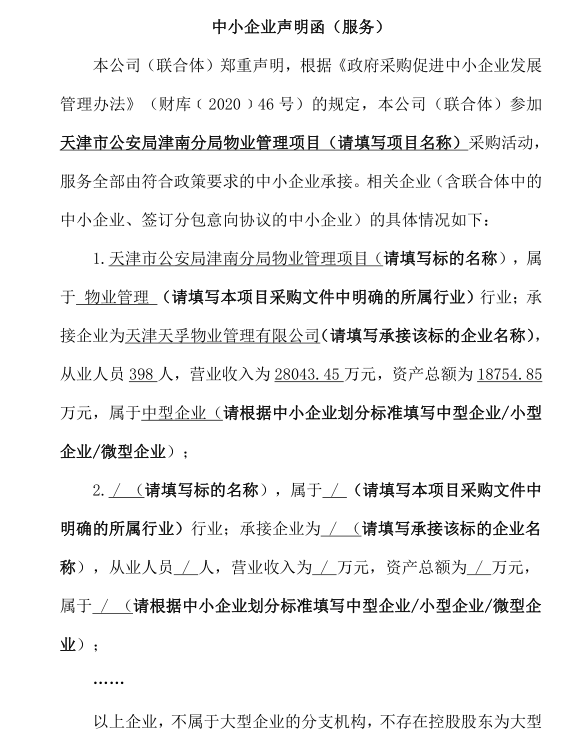 中小企业声明函（服务）
本公司（联合体）郑重声明，根据《政府采购促进中小企业发展
管理办法》（财库﹝2020﹞46号）的规定，本公司（联合体）参加
天津市公安局津南分局物业管理项目（请填写项目名称）采购活动，
服务全部由符合政策要求的中小企业承接。相关企业（含联合体中的
中小企业、签订分包意向协议的中小企业）的具体情况如下：
1.天津市公安局津南分局物业管理项目（请填写标的名称），属
于 物业管理 （请填写本项目采购文件中明确的所属行业）行业；承
接企业为天津天孚物业管理有限公司(请填写承接该标的企业名称)，
从业人员 398 人，营业收入为 28043.45 万元，资产总额为 18754.85
万元，属于中型企业（请根据中小企业划分标准填写中型企业/小型
企业/微型企业）；
2. / （请填写标的名称），属于 / （请填写本项目采购文件中
明确的所属行业）行业；承接企业为 / （请填写承接该标的企业名
称），从业人员 / 人，营业收入为 / 万元，资产总额为 / 万元，
属于 / （请根据中小企业划分标准填写中型企业/小型企业/微型企
业）；
……
以上企业，不属于大型企业的分支机构，不存在控股股东为大型